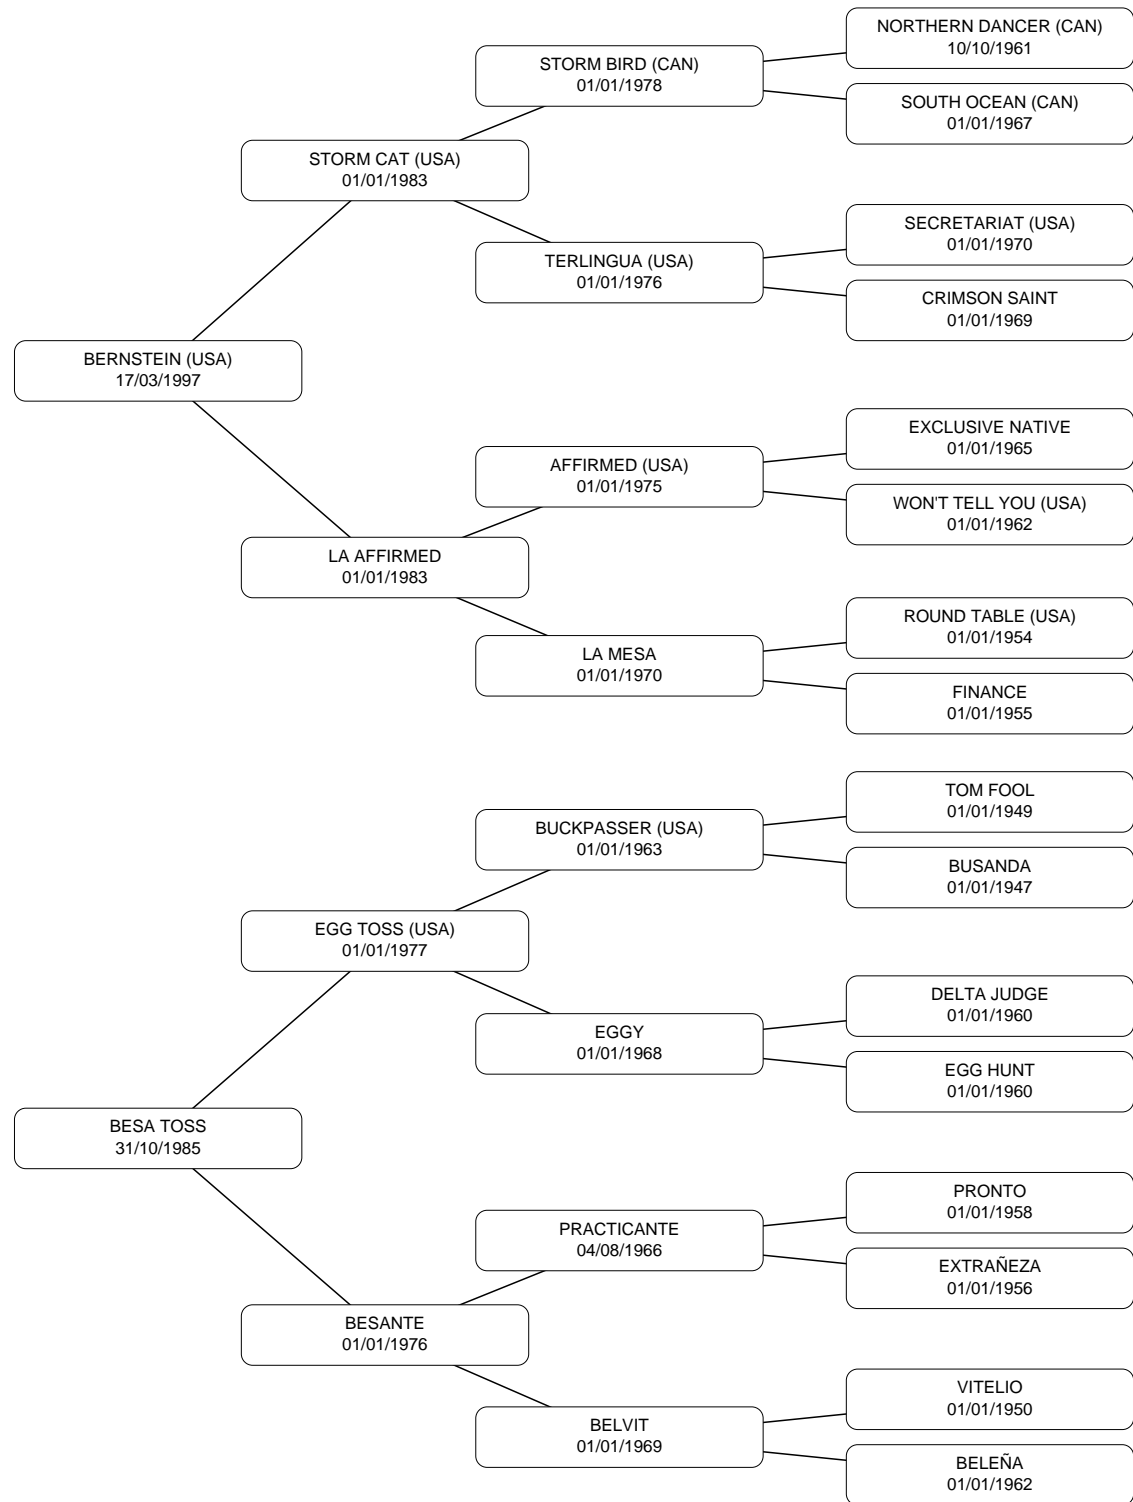 NORTHERN DANCER (CAN)
10/10/1961
STORM BIRD (CAN)
01/01/1978
SOUTH OCEAN (CAN)
01/01/1967
STORM CAT (USA)
01/01/1983
SECRETARIAT (USA)
01/01/1970
TERLINGUA (USA)
01/01/1976
CRIMSON SAINT
01/01/1969
BERNSTEIN (USA)
17/03/1997
EXCLUSIVE NATIVE
01/01/1965
AFFIRMED (USA)
01/01/1975
WON'T TELL YOU (USA)
01/01/1962
LA AFFIRMED
01/01/1983
ROUND TABLE (USA)
01/01/1954
LA MESA
01/01/1970
FINANCE
01/01/1955
TOM FOOL
01/01/1949
BUCKPASSER (USA)
01/01/1963
BUSANDA
01/01/1947
EGG TOSS (USA)
01/01/1977
DELTA JUDGE
01/01/1960
EGGY
01/01/1968
EGG HUNT
01/01/1960
BESA TOSS
31/10/1985
PRONTO
01/01/1958
PRACTICANTE
04/08/1966
EXTRAÑEZA
01/01/1956
BESANTE
01/01/1976
VITELIO
01/01/1950
BELVIT
01/01/1969
BELEÑA
01/01/1962